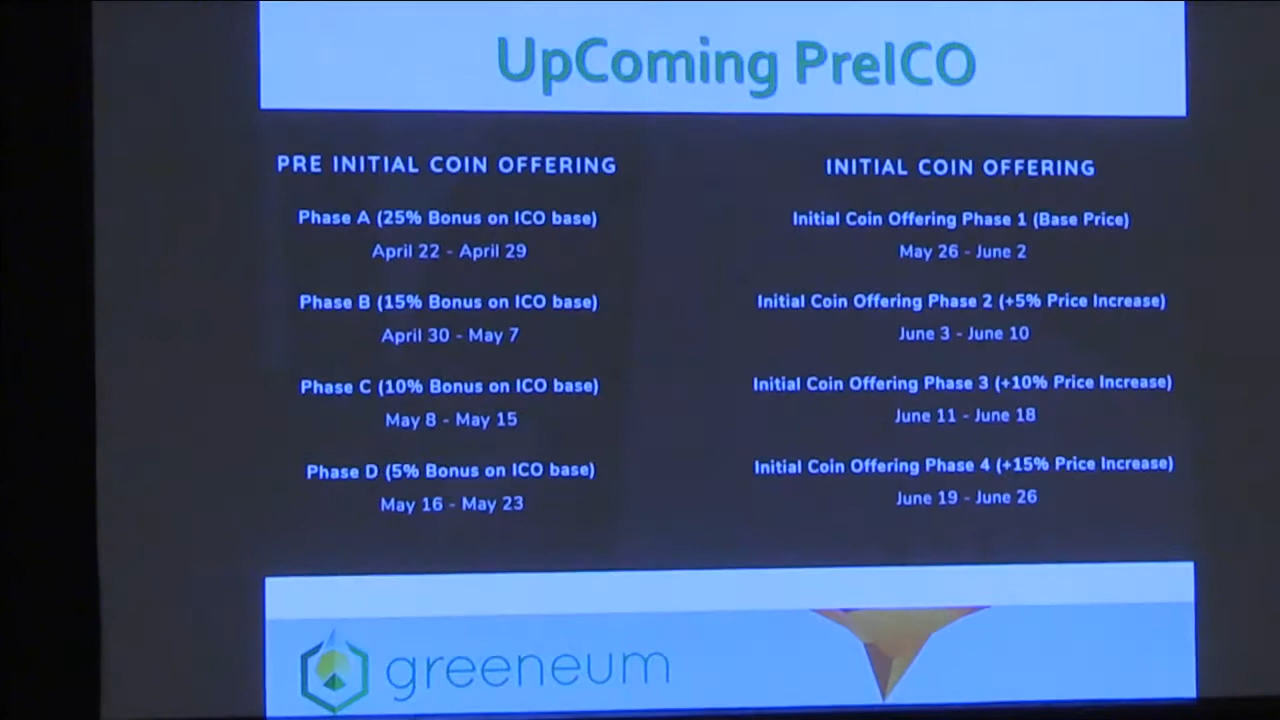 UpComing PreICO
PRE INITIAL COIN OFFERING
Phase A (25% Bonus on ICO base)
April 22 - April 29
Phase B (15% Bonus on ICO base)
April 30 - May 7
Phase C (10% Bonus on ICO base)
May 8 - May 15
Phase D (5% Bonus on ICO base)
May 16 - May 23
INITIAL COIN OFFERING
Initial Coin Offering Phase 1 (Base Price)
May 26 - June 2
Initial Coin Offering Phase 2 (+5% Price Increase)
June 3 - June 10
Initial Coin Offering Phase 3 (+10% Price Increase)
June 11 - June 18
Initial Coin Offering Phase 4 (+15% Price Increase)
June 19 - June 26
greeneum